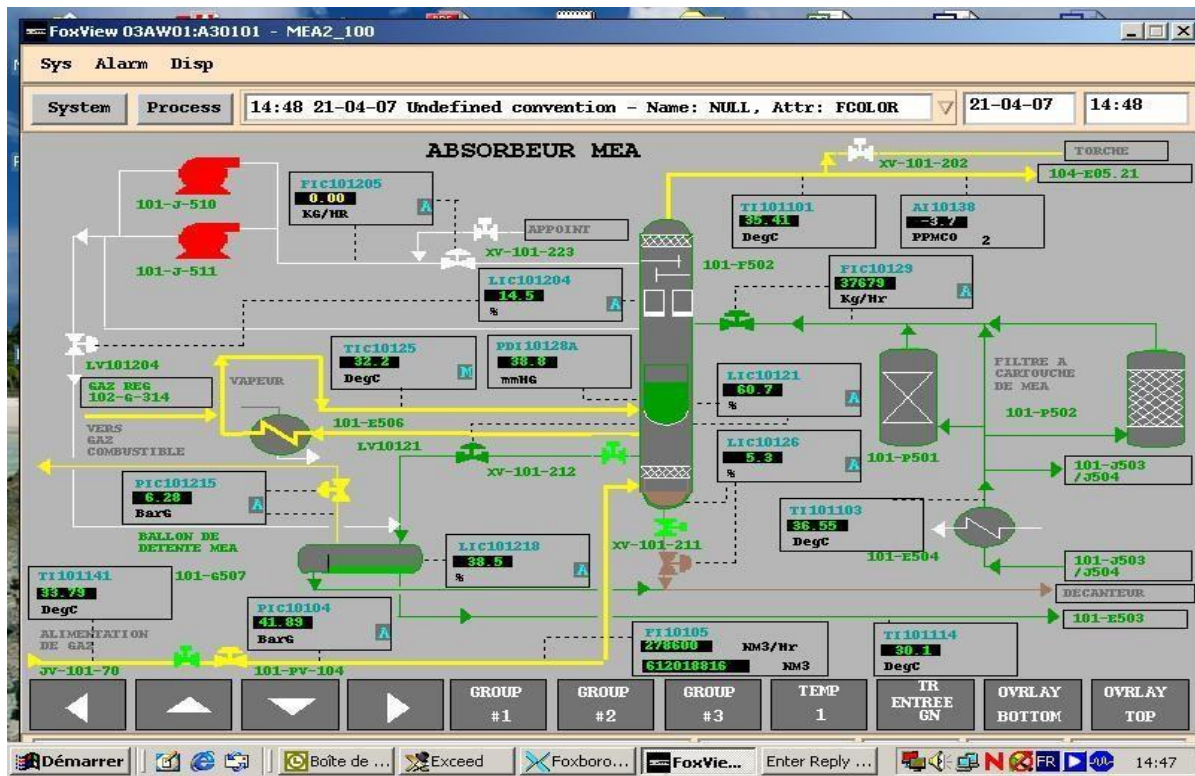 FoxView 03AW01:A30101 - MEA2_100
Sys Alarm Disp
System Process 14:48 21-04-07 Undefined convention - Name: NULL, Attr: FCOLOR 21-04-07 14:48
ABSORBEUR MEA
TORCHE
XV-101-202
104-E05.21
101-J-510
FIC101205
0.00
KG/HR
A
TI101101
35.41
DegC
AI10138
-3.7
PPMCO 2
APPOINT
XV-101-223
101-J-511
101-F502
LIC101204
14.5
%
A
FIC10129
37679
Kg/Hr
A
LV101204
TIC10125
32.2
DegC
M
PDI10128A
38.8
mmHG
GAZ REG
102-G-314
VAPEUR
LIC10121
60.7
%
A
FILTRE A
CARTOUCHE
DE MEA
101-P502
101-E506
VERS
GAZ
COMBUSTIBLE
LV10121
XV-101-212
LIC10126
5.3
%
A
101-P501
101-J503
/J504
PIC101215
6.28
BarG
A
TI101103
36.55
DegC
BALLON DE
DETENTE MEA
XV-101-211
101-E504
LIC101218
38.5
%
A
101-J503
/J504
101-G507
TI101141
33.79
DegC
DECANTEUR
PIC10104
41.89
BarG
A
101-E503
ALIMENTATION
DE GAZ
FI10105
278600 NM3/Hr
612018816 NM3
TI101114
30.1
DegC
JV-101-70
101-PV-104
GROUP
#1
GROUP
#2
GROUP
#3
TEMP
1
TR
ENTREE
GN
OVRLAY
BOTTOM
OVRLAY
TOP
Démarrer Boîte de ... Exceed Foxboro... FoxVie... Enter Reply ... FR 14:47